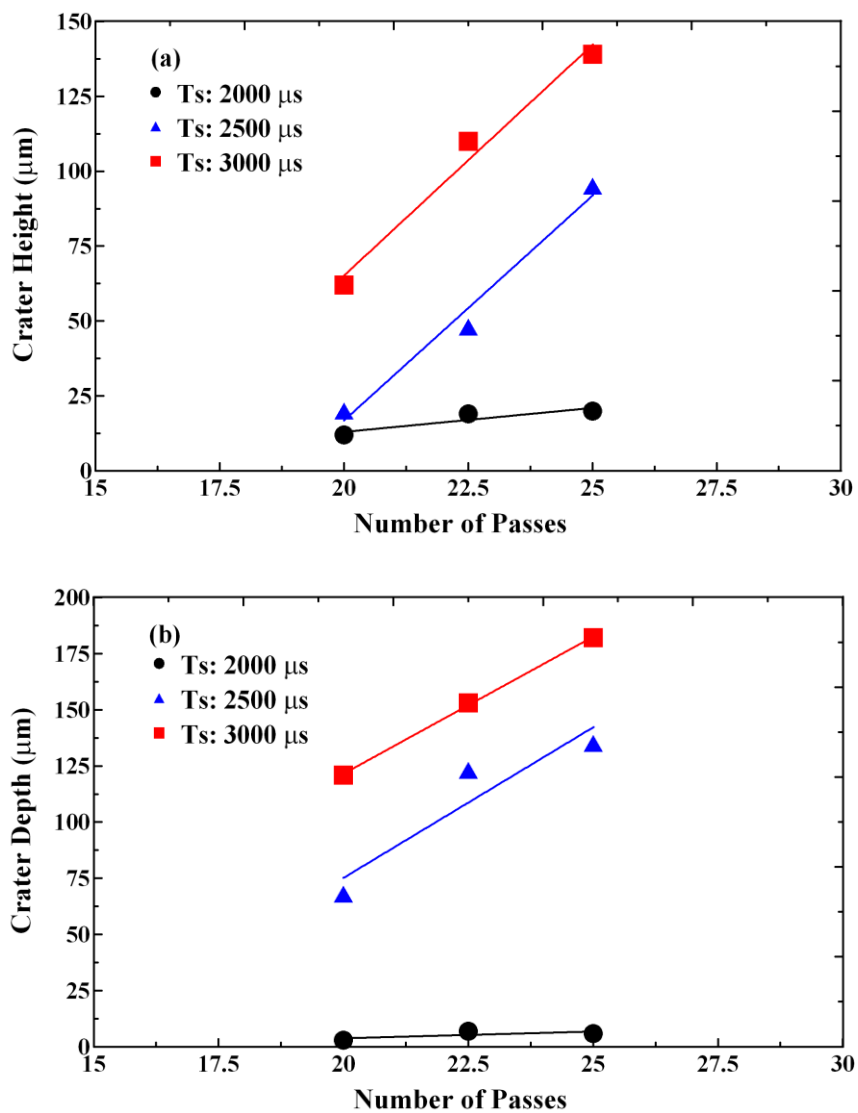 150
(a)
Ts: 2000 μs
125
Ts: 2500 μs
Ts: 3000 μs
100
75
50
25
0
Crater Height (μm)
15 17.5 20 22.5 25 27.5 30
Number of Passes
200
(b)
175
Ts: 2000 μs
Ts: 2500 μs
150
Ts: 3000 μs
125
100
75
50
25
0
Crater Depth (μm)
15 17.5 20 22.5 25 27.5 30
Number of Passes